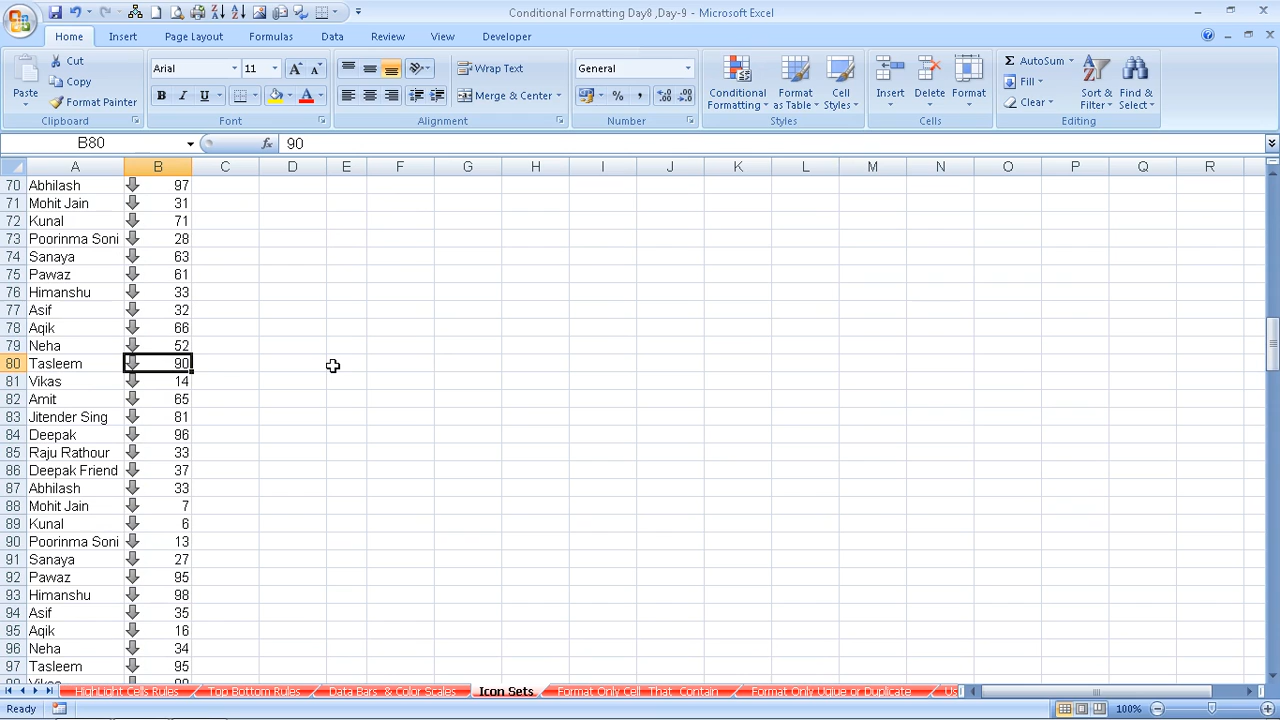 Conditional Formatting Day8 ,Day-9 - Microsoft Excel
Home Insert Page Layout Formulas Data Review View Developer
Paste Cut Copy Format Painter Clipboard
Arial 11 B I U Font
Wrap Text Merge & Center Alignment
General % , Number
Conditional Formatting Format as Table Cell Styles Styles
Insert Delete Format Cells
AutoSum Fill Clear Sort & Filter Find & Select Editing
B80 fx 90
A B C D E F G H I J K L M N O P Q R
70 Abhilash 97
71 Mohit Jain 31
72 Kunal 71
73 Poorinma Soni 28
74 Sanaya 63
75 Pawaz 61
76 Himanshu 33
77 Asif 32
78 Aqik 66
79 Neha 52
80 Tasleem 90
81 Vikas 14
82 Amit 65
83 Jitender Sing 81
84 Deepak 96
85 Raju Rathour 33
86 Deepak Friend 37
87 Abhilash 33
88 Mohit Jain 7
89 Kunal 6
90 Poorinma Soni 13
91 Sanaya 27
92 Pawaz 95
93 Himanshu 98
94 Asif 35
95 Aqik 16
96 Neha 34
97 Tasleem 95
HighLight Cells Rules Top Bottom Rules Data Bars & Color Scales Icon Sets Format Only Cell That Contain Format Only Uqiue or Duplicate Us
Ready 100%